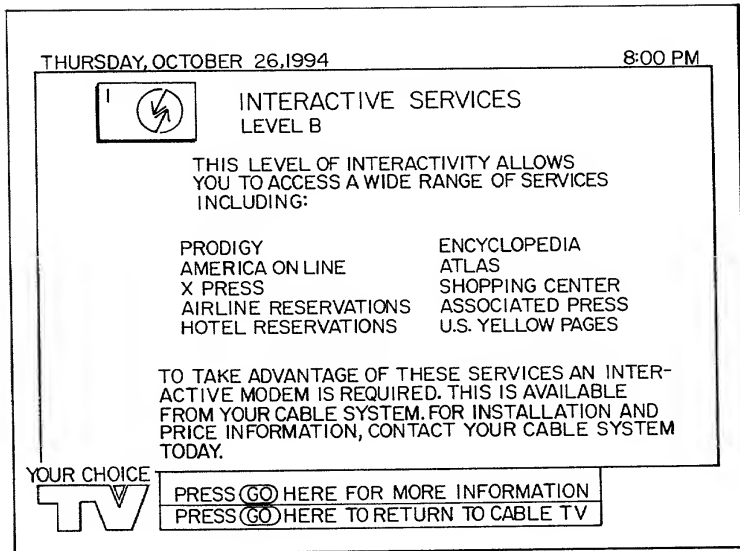 THURSDAY, OCTOBER 26,1994 8:00 PM
1
INTERACTIVE SERVICES
LEVEL B
THIS LEVEL OF INTERACTIVITY ALLOWS
YOU TO ACCESS A WIDE RANGE OF SERVICES
INCLUDING:
PRODIGY ENCYCLOPEDIA
AMERICA ON LINE ATLAS
X PRESS SHOPPING CENTER
AIRLINE RESERVATIONS ASSOCIATED PRESS
HOTEL RESERVATIONS U.S. YELLOW PAGES
TO TAKE ADVANTAGE OF THESE SERVICES AN INTER-
ACTIVE MODEM IS REQUIRED. THIS IS AVAILABLE
FROM YOUR CABLE SYSTEM. FOR INSTALLATION AND
PRICE INFORMATION, CONTACT YOUR CABLE SYSTEM
TODAY.
YOUR CHOICE
TV
PRESS GO HERE FOR MORE INFORMATION
PRESS GO HERE TO RETURN TO CABLE TV